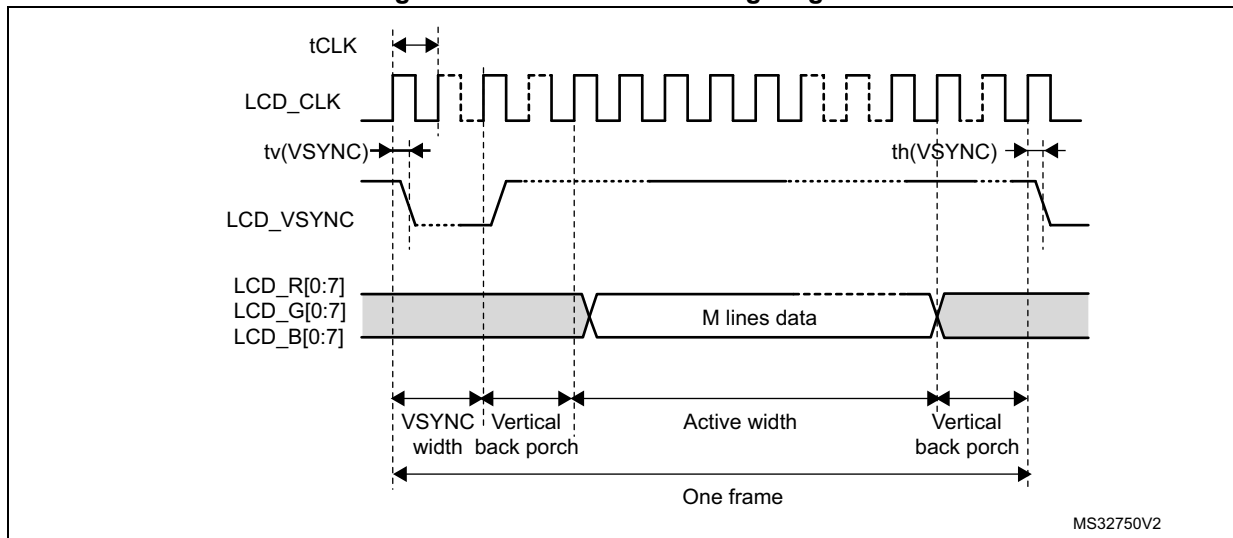 tCLK
LCD_CLK
tv(VSYNC)
th(VSYNC)
LCD_VSYNC
LCD_R[0:7]
LCD_G[0:7]
LCD_B[0:7]
M lines data
VSYNC width
Vertical back porch
Active width
Vertical back porch
One frame
MS32750V2